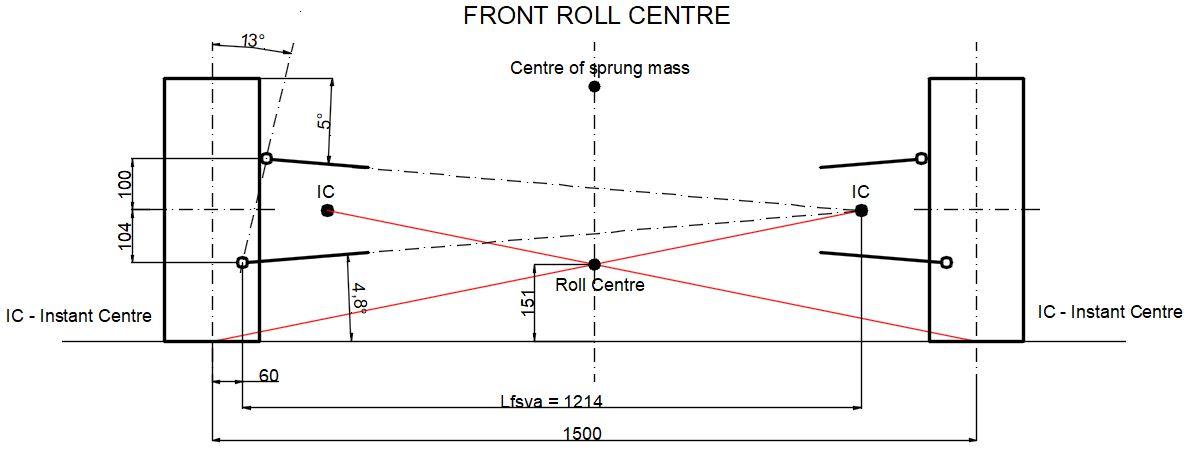 FRONT ROLL CENTRE
13°
Centre of sprung mass
5°
100
IC
IC
104
Roll Centre
4,8°
151
IC - Instant Centre
IC - Instant Centre
60
Lfsva = 1214
1500